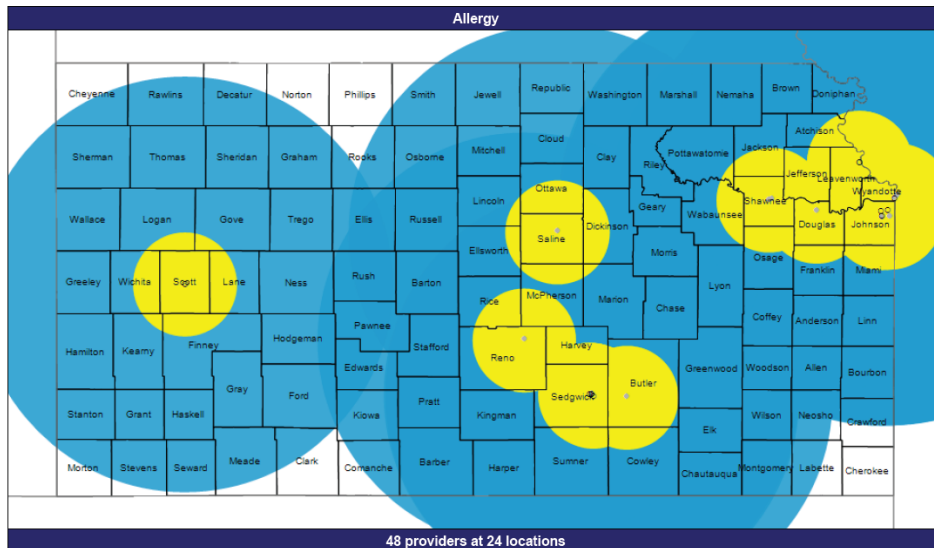 Allergy
Cheyenne Rawlins Decatur Norton Phillips Smith Jewell Republic Washington Marshall Nemaha Brown Doniphan
Sherman Thomas Sheridan Graham Rooks Osborne Mitchell Cloud Clay Riley Pottawatomie Jackson Atchison
Jefferson Leavenworth Wyandotte
Wallace Logan Gove Trego Ellis Russell Lincoln Ottawa Saline Dickinson Geary Wabaunsee Shawnee Douglas Johnson
Ellsworth Morris Osage Franklin Miami
Greeley Wichita Scott Lane Ness Rush Barton Rice McPherson Marion Chase Lyon Coffey Anderson Linn
Hamilton Kearny Finney Hodgeman Pawnee Edwards Stafford Reno Harvey Greenwood Woodson Allen Bourbon
Stanton Grant Haskell Gray Ford Kiowa Pratt Kingman Sedgwick Butler Elk Wilson Neosho Crawford
Morton Stevens Seward Meade Clark Comanche Barber Harper Sumner Cowley Chautauqua Montgomery Labette Cherokee
48 providers at 24 locations